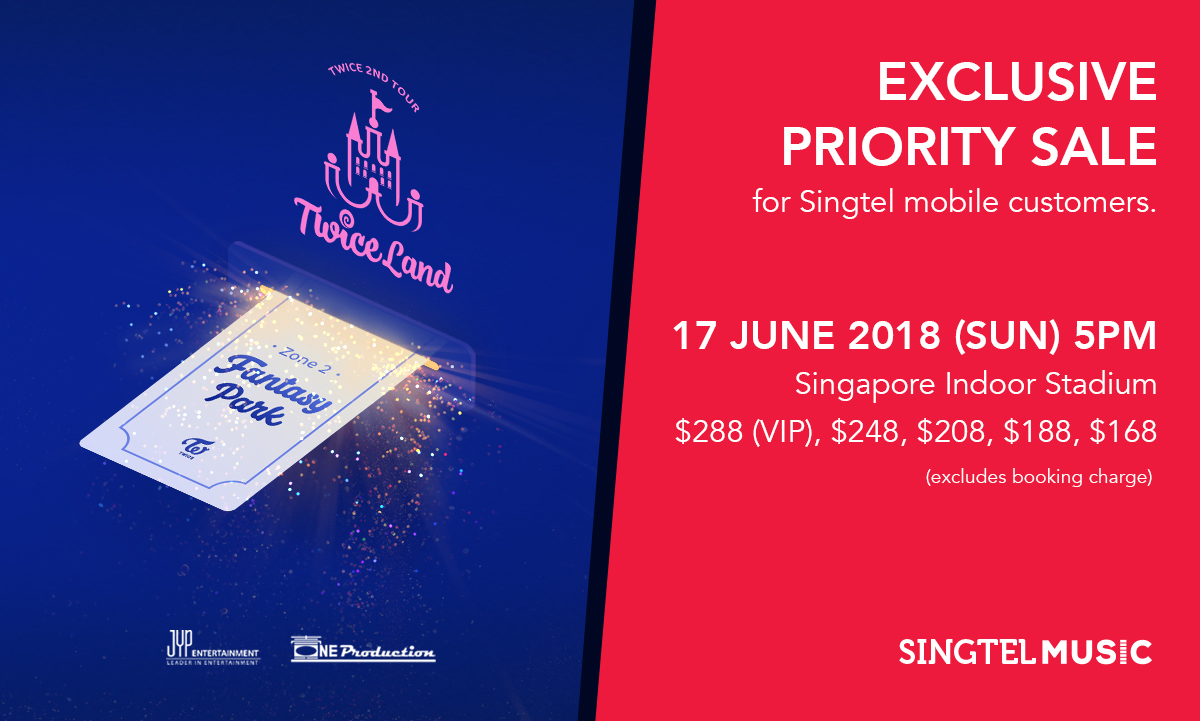 TWICE 2ND TOUR
Twice Land
• Zone 2 •
Fantasy
Park
TWICE
JYP ENTERTAINMENT
LEADER IN ENTERTAINMENT
ONE Production
EXCLUSIVE
PRIORITY SALE
for Singtel mobile customers.
17 JUNE 2018 (SUN) 5PM
Singapore Indoor Stadium
$288 (VIP), $248, $208, $188, $168
(excludes booking charge)
SINGTEL MUSIC